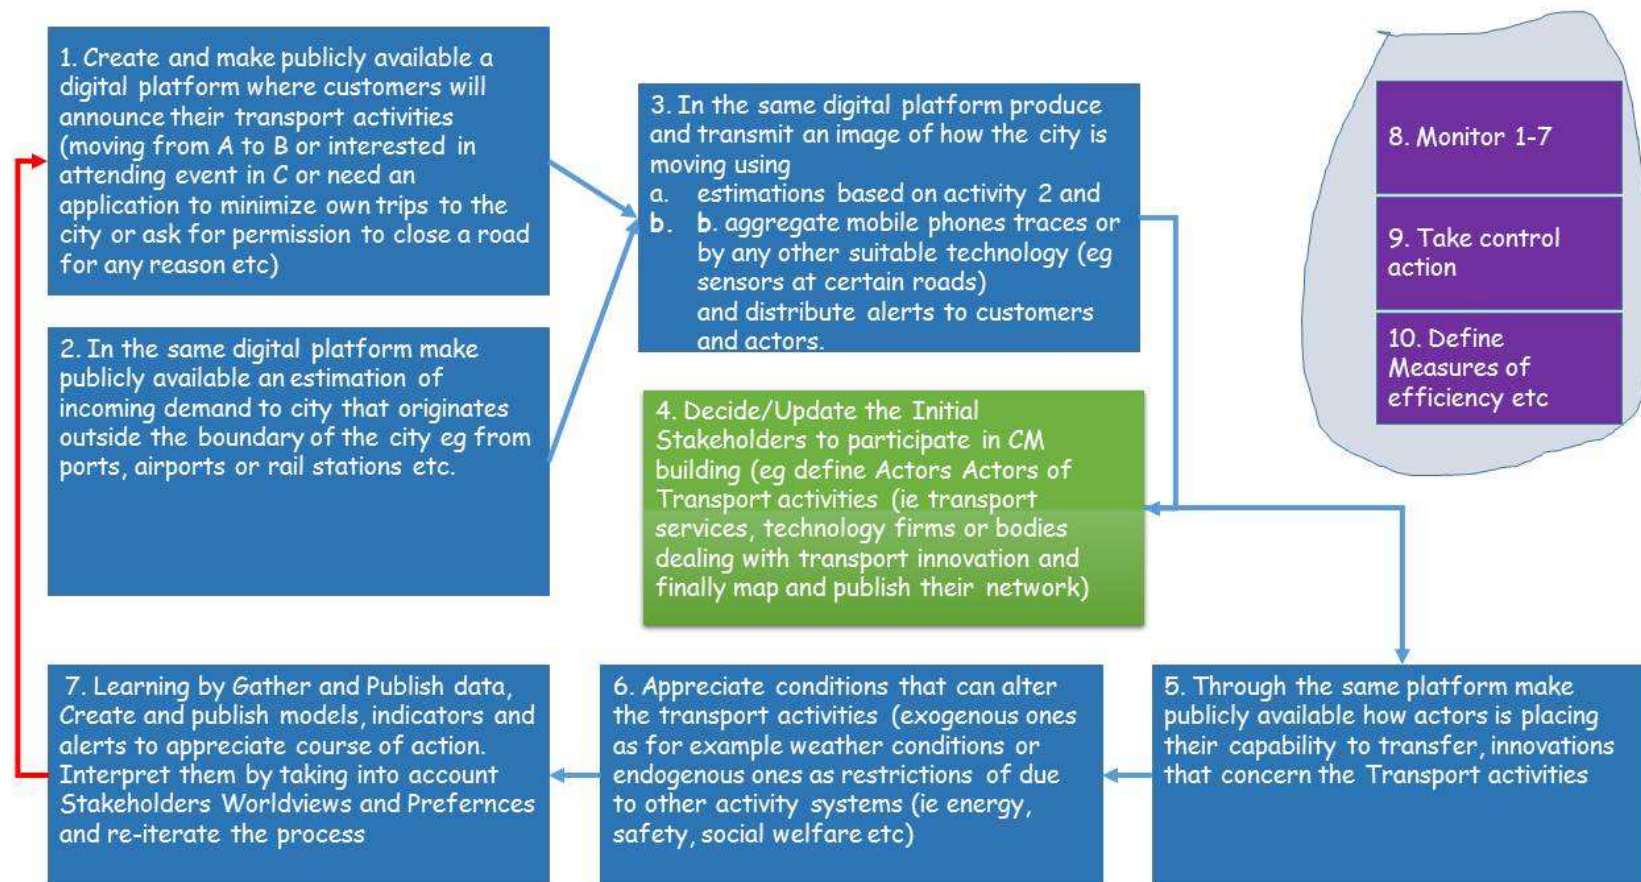 1. Create and make publicly available a
digital platform where customers will
announce their transport activities
(moving from A to B or interested in
attending event in C or need an
application to minimize own trips to the
city or ask for permission to close a road
for any reason etc)
2. In the same digital platform make
publicly available an estimation of
incoming demand to city that originates
outside the boundary of the city eg from
ports, airports or rail stations etc.
3. In the same digital platform produce
and transmit an image of how the city is
moving using
a. estimations based on activity 2 and
b. b. aggregate mobile phones traces or
by any other suitable technology (eg
sensors at certain roads)
and distribute alerts to customers
and actors.
4. Decide/Update the Initial
Stakeholders to participate in CM
building (eg define Actors Actors of
Transport activities (ie transport
services, technology firms or bodies
dealing with transport innovation and
finally map and publish their network)
5. Through the same platform make
publicly available how actors is placing
their capability to transfer, innovations
that concern the Transport activities
6. Appreciate conditions that can alter
the transport activities (exogenous ones
as for example weather conditions or
endogenous ones as restrictions of due
to other activity systems (ie energy,
safety, social welfare etc)
7. Learning by Gather and Publish data,
Create and publish models, indicators and
alerts to appreciate course of action.
Interpret them by taking into account
Stakeholders Worldviews and Prefernces
and re-iterate the process
8. Monitor 1-7
9. Take control
action
10. Define
Measures of
efficiency etc